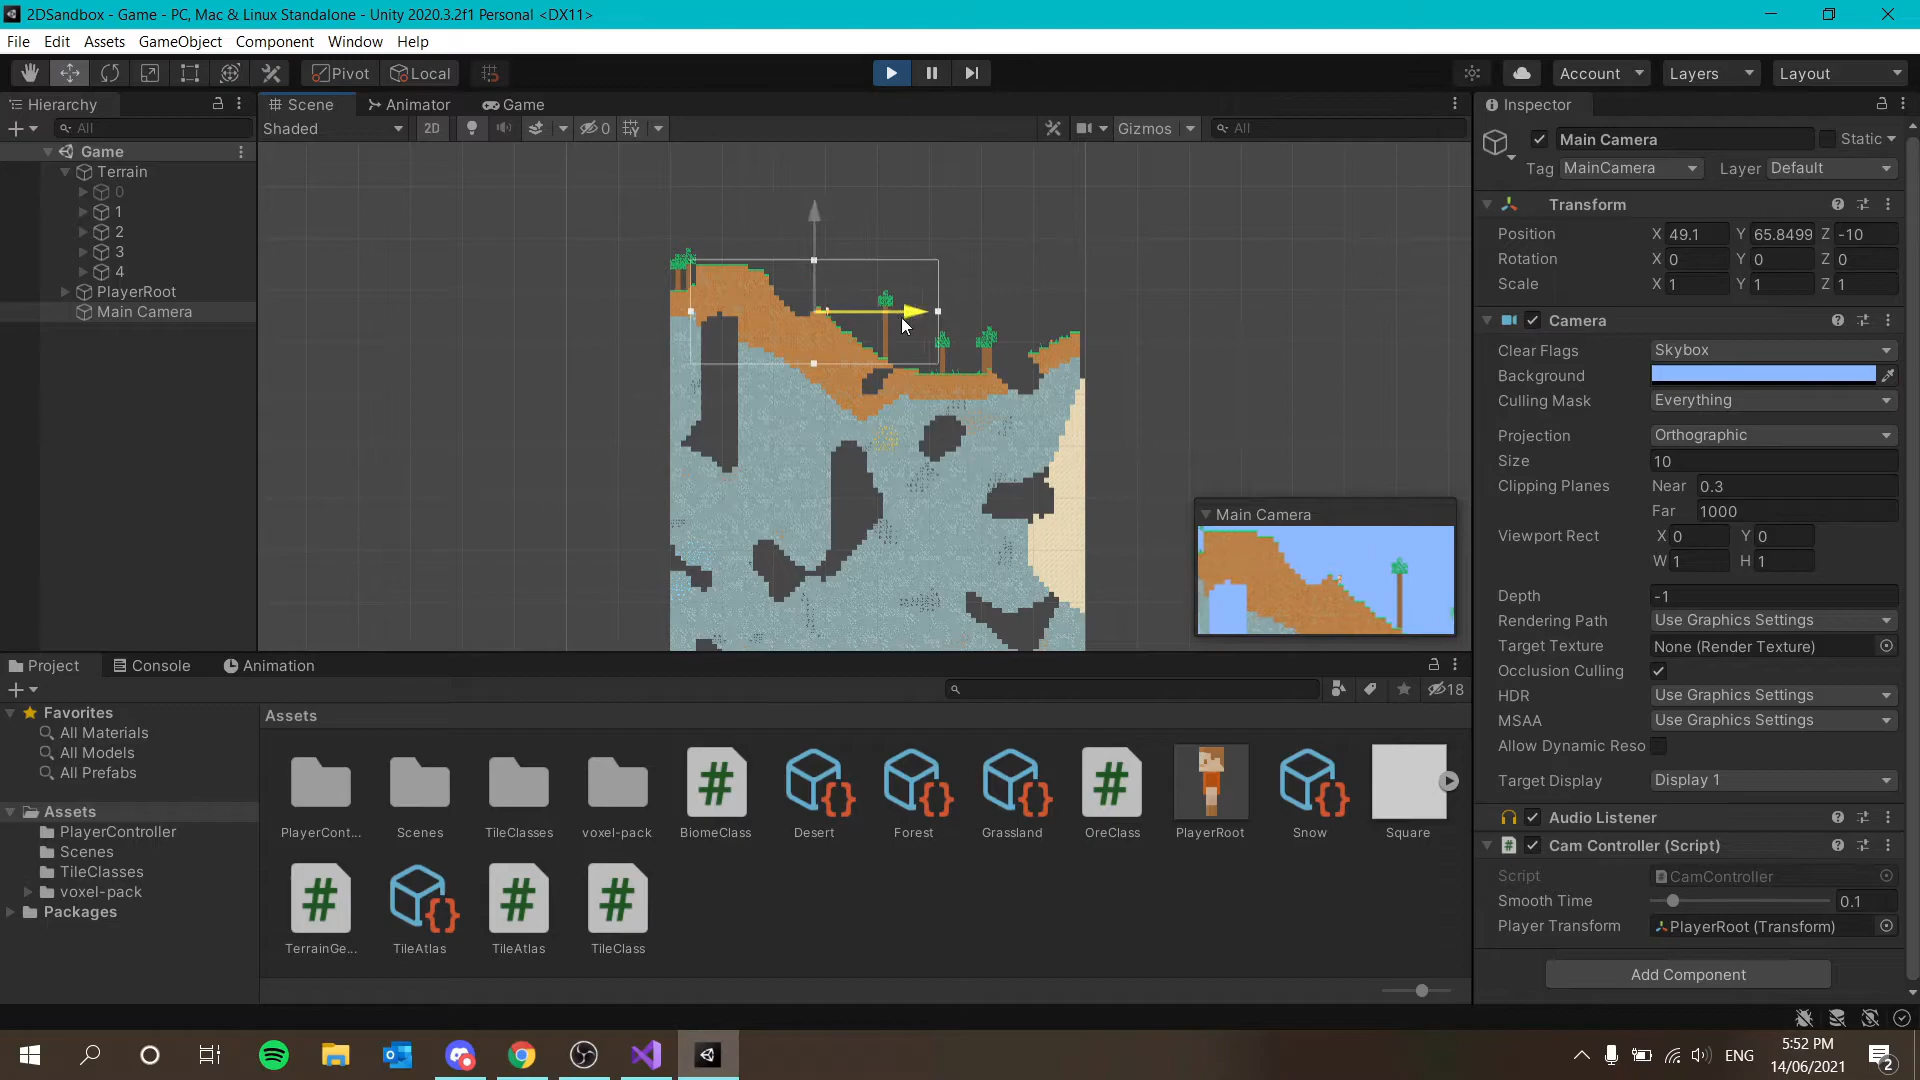 2DSandbox - Game - PC, Mac & Linux Standalone - Unity 2020.3.2f1 Personal <DX11>
File Edit Assets GameObject Component Window Help
Pivot Local Account Layers Layout
Hierarchy
All
Game
Terrain
0
1
2
3
4
PlayerRoot
Main Camera
Scene Animator Game
Shaded 2D 0 Gizmos All
Main Camera
Inspector
Main Camera Static
Tag MainCamera Layer Default
Transform
Position X 49.1 Y 65.8499 Z -10
Rotation X 0 Y 0 Z 0
Scale X 1 Y 1 Z 1
Camera
Clear Flags Skybox
Background
Culling Mask Everything
Projection Orthographic
Size 10
Clipping Planes Near 0.3
Far 1000
Viewport Rect X 0 Y 0
W 1 H 1
Depth -1
Rendering Path Use Graphics Settings
Target Texture None (Render Texture)
Occlusion Culling
HDR Use Graphics Settings
MSAA Use Graphics Settings
Allow Dynamic Reso
Target Display Display 1
Audio Listener
Cam Controller (Script)
Script CamController
Smooth Time 0.1
Player Transform PlayerRoot (Transform)
Add Component
Project Console Animation
18
Favorites
All Materials
All Models
All Prefabs
Assets
PlayerController
Scenes
TileClasses
voxel-pack
Packages
Assets
PlayerCont... Scenes TileClasses voxel-pack BiomeClass Desert Forest Grassland OreClass PlayerRoot Snow Square
TerrainGe... TileAtlas TileAtlas TileClass
ENG
5:52 PM
14/06/2021
2